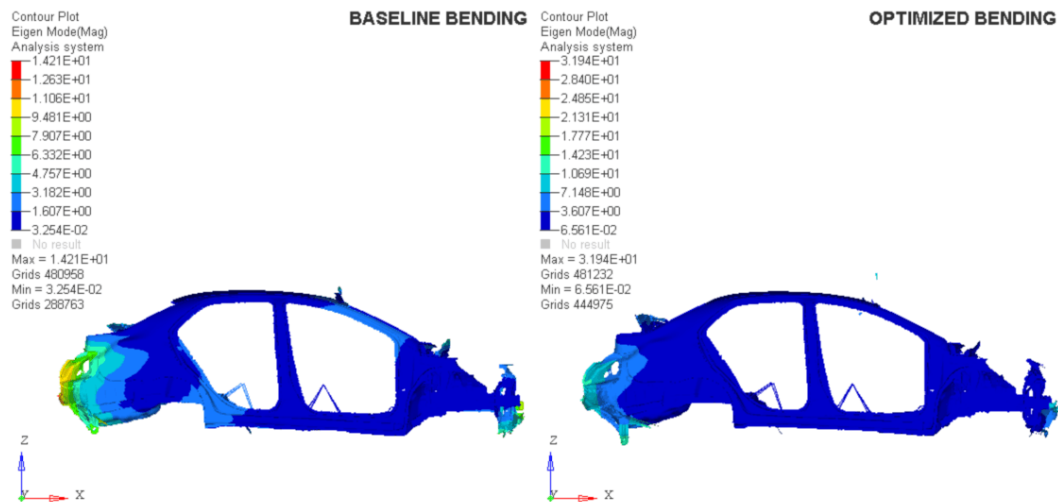 Contour Plot
Eigen Mode(Mag)
Analysis system
1.421E+01
1.263E+01
1.106E+01
9.481E+00
7.907E+00
6.332E+00
4.757E+00
3.182E+00
1.607E+00
3.254E-02
No result
Max = 1.421E+01
Grids 480958
Min = 3.254E-02
Grids 288763
BASELINE BENDING
Z
Y
X
Contour Plot
Eigen Mode(Mag)
Analysis system
3.194E+01
2.840E+01
2.485E+01
2.131E+01
1.777E+01
1.423E+01
1.069E+01
7.148E+00
3.607E+00
6.561E-02
No result
Max = 3.194E+01
Grids 481232
Min = 6.561E-02
Grids 444975
OPTIMIZED BENDING
Z
Y
X